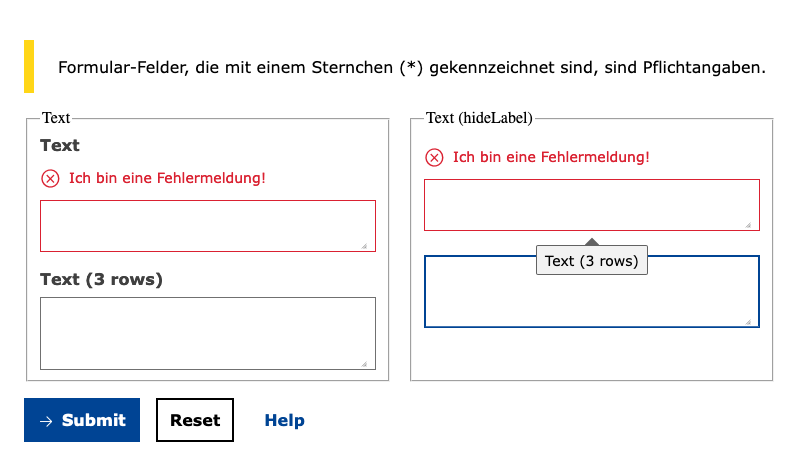 Formular-Felder, die mit einem Sternchen (*) gekennzeichnet sind, sind Pflichtangaben.
Text
Text
Ich bin eine Fehlermeldung!
Text (3 rows)
Text (hideLabel)
Ich bin eine Fehlermeldung!
Text (3 rows)
→ Submit
Reset
Help